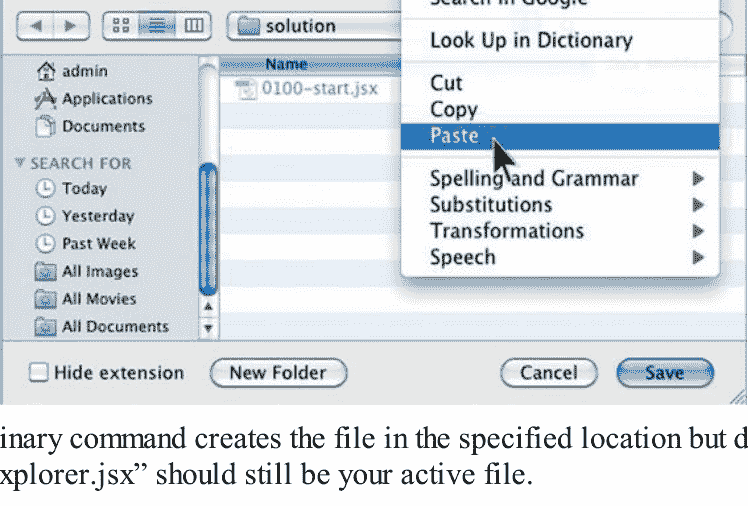 Search in Google
solution
Look Up in Dictionary
Name
admin
Cut
0100-start.jsx
Applications
Copy
Documents
Paste
SEARCH FOR
Spelling and Grammar
Today
Substitutions
Yesterday
Transformations
Past Week
Speech
All Images
All Movies
All Documents
Hide extension
New Folder
Cancel
Save
inary command creates the file in the specified location but d
xplorer.jsx” should still be your active file.